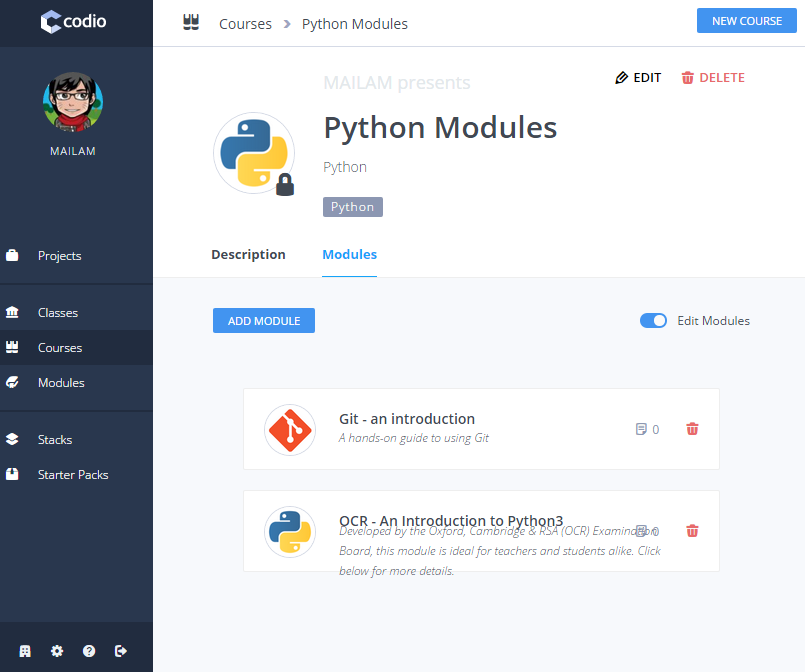 codio
Courses > Python Modules
NEW COURSE
MAILAM
MAILAM presents
EDIT
DELETE
Python Modules
Python
Python
Projects
Classes
Courses
Modules
Stacks
Starter Packs
Description
Modules
ADD MODULE
Edit Modules
Git - an introduction
A hands-on guide to using Git
0
OCR - An Introduction to Python3
Developed by the Oxford, Cambridge & RSA (OCR) Examination
Board, this module is ideal for teachers and students alike. Click
below for more details.
0